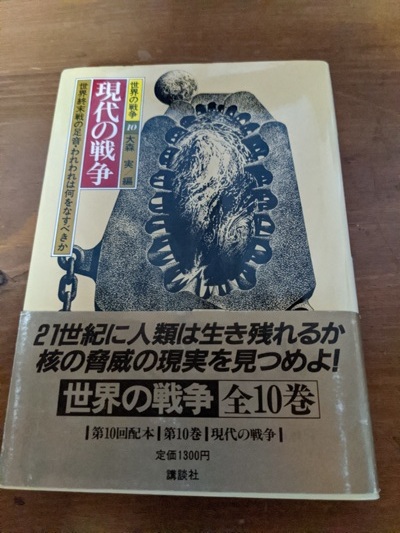 世界の戦争 10 大森 実/編
現代の戦争
世界終末戦の足音・われわれは何をなすべきか
21世紀に人類は生き残れるか
核の脅威の現実を見つめよ!
世界の戦争 全10巻
第10回配本 第10巻 現代の戦争
定価1300円
講談社